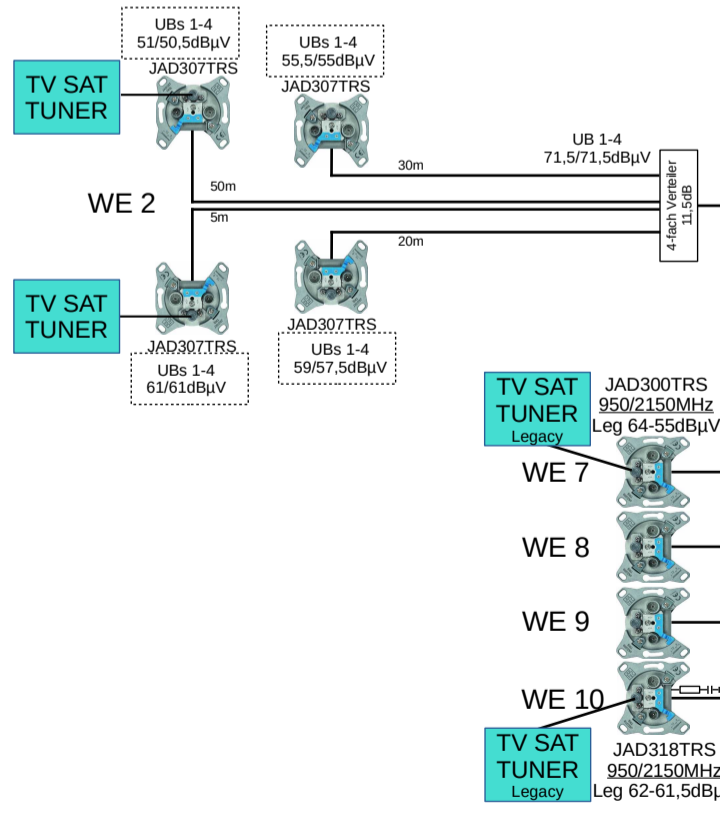 UBs 1-4
51/50,5dBµV
JAD307TRS
TV SAT
TUNER
UBs 1-4
55,5/55dBµV
JAD307TRS
UB 1-4
71,5/71,5dBµV
4-fach Verteiler
11,5dB
30m
50m
WE 2
5m
20m
TV SAT
TUNER
JAD307TRS
UBs 1-4
61/61dBµV
JAD307TRS
UBs 1-4
59/57,5dBµV
TV SAT
TUNER
Legacy
JAD300TRS
950/2150MHz
Leg 64-55dBµV
WE 7
WE 8
WE 9
WE 10
TV SAT
TUNER
Legacy
JAD318TRS
950/2150MHz
Leg 62-61,5dBµ